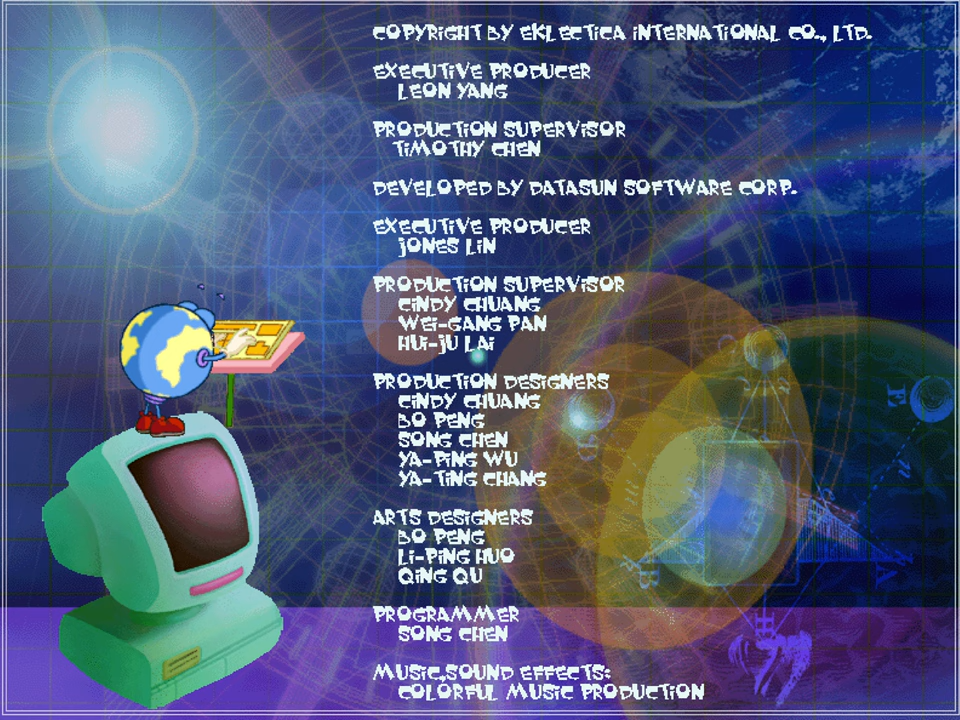 COPYRIGHT BY EKLECTICA INTERNATIONAL CO., LTD.
EXECUTIVE PRODUCER
LEON YANG
PRODUCTION SUPERVISOR
TIMOTHY CHEN
DEVELOPED BY DATASUN SOFTWARE CORP.
EXECUTIVE PRODUCER
JONES LIN
PRODUCTION SUPERVISOR
CINDY CHUANG
WEI-GANG PAN
HUI-JU LAI
PRODUCTION DESIGNERS
CINDY CHUANG
BO PENG
SONG CHEN
YA-PING WU
YA-TING CHANG
ARTS DESIGNERS
BO PENG
LI-PING HUO
QING QU
PROGRAMMER
SONG CHEN
MUSIC,SOUND EFFECTS:
COLORFUL MUSIC PRODUCTION